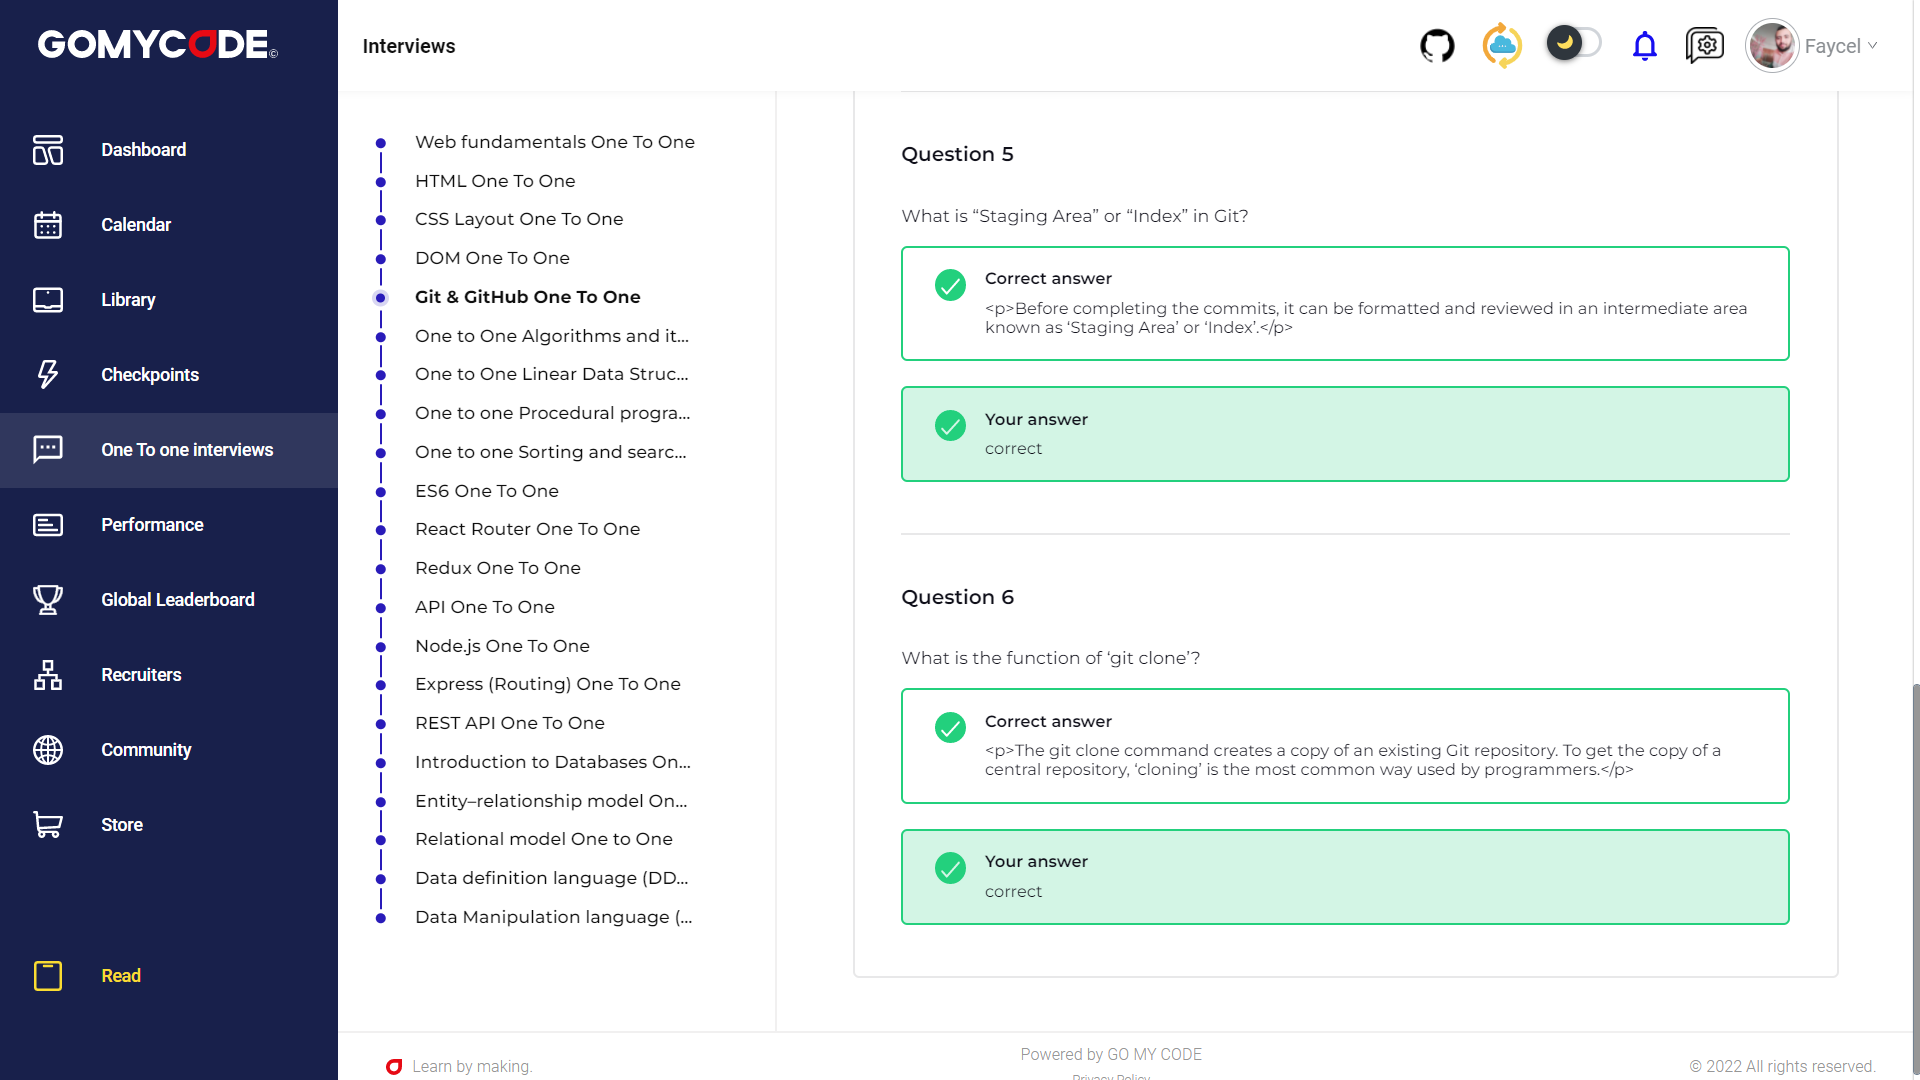 GOMYCODE©
Interviews
Faycel
Dashboard
Calendar
Library
Checkpoints
One To one interviews
Performance
Global Leaderboard
Recruiters
Community
Store
Read
Web fundamentals One To One
HTML One To One
CSS Layout One To One
DOM One To One
Git & GitHub One To One
One to One Algorithms and it...
One to One Linear Data Struc...
One to one Procedural progra...
One to one Sorting and searc...
ES6 One To One
React Router One To One
Redux One To One
API One To One
Node.js One To One
Express (Routing) One To One
REST API One To One
Introduction to Databases On...
Entity–relationship model On...
Relational model One to One
Data definition language (DD...
Data Manipulation language (...
Question 5
What is “Staging Area” or “Index” in Git?
Correct answer
<p>Before completing the commits, it can be formatted and reviewed in an intermediate area
known as ‘Staging Area’ or ‘Index’.</p>
Your answer
correct
Question 6
What is the function of ‘git clone’?
Correct answer
<p>The git clone command creates a copy of an existing Git repository. To get the copy of a
central repository, ‘cloning’ is the most common way used by programmers.</p>
Your answer
correct
Learn by making.
Powered by GO MY CODE
Privacy Policy
© 2022 All rights reserved.